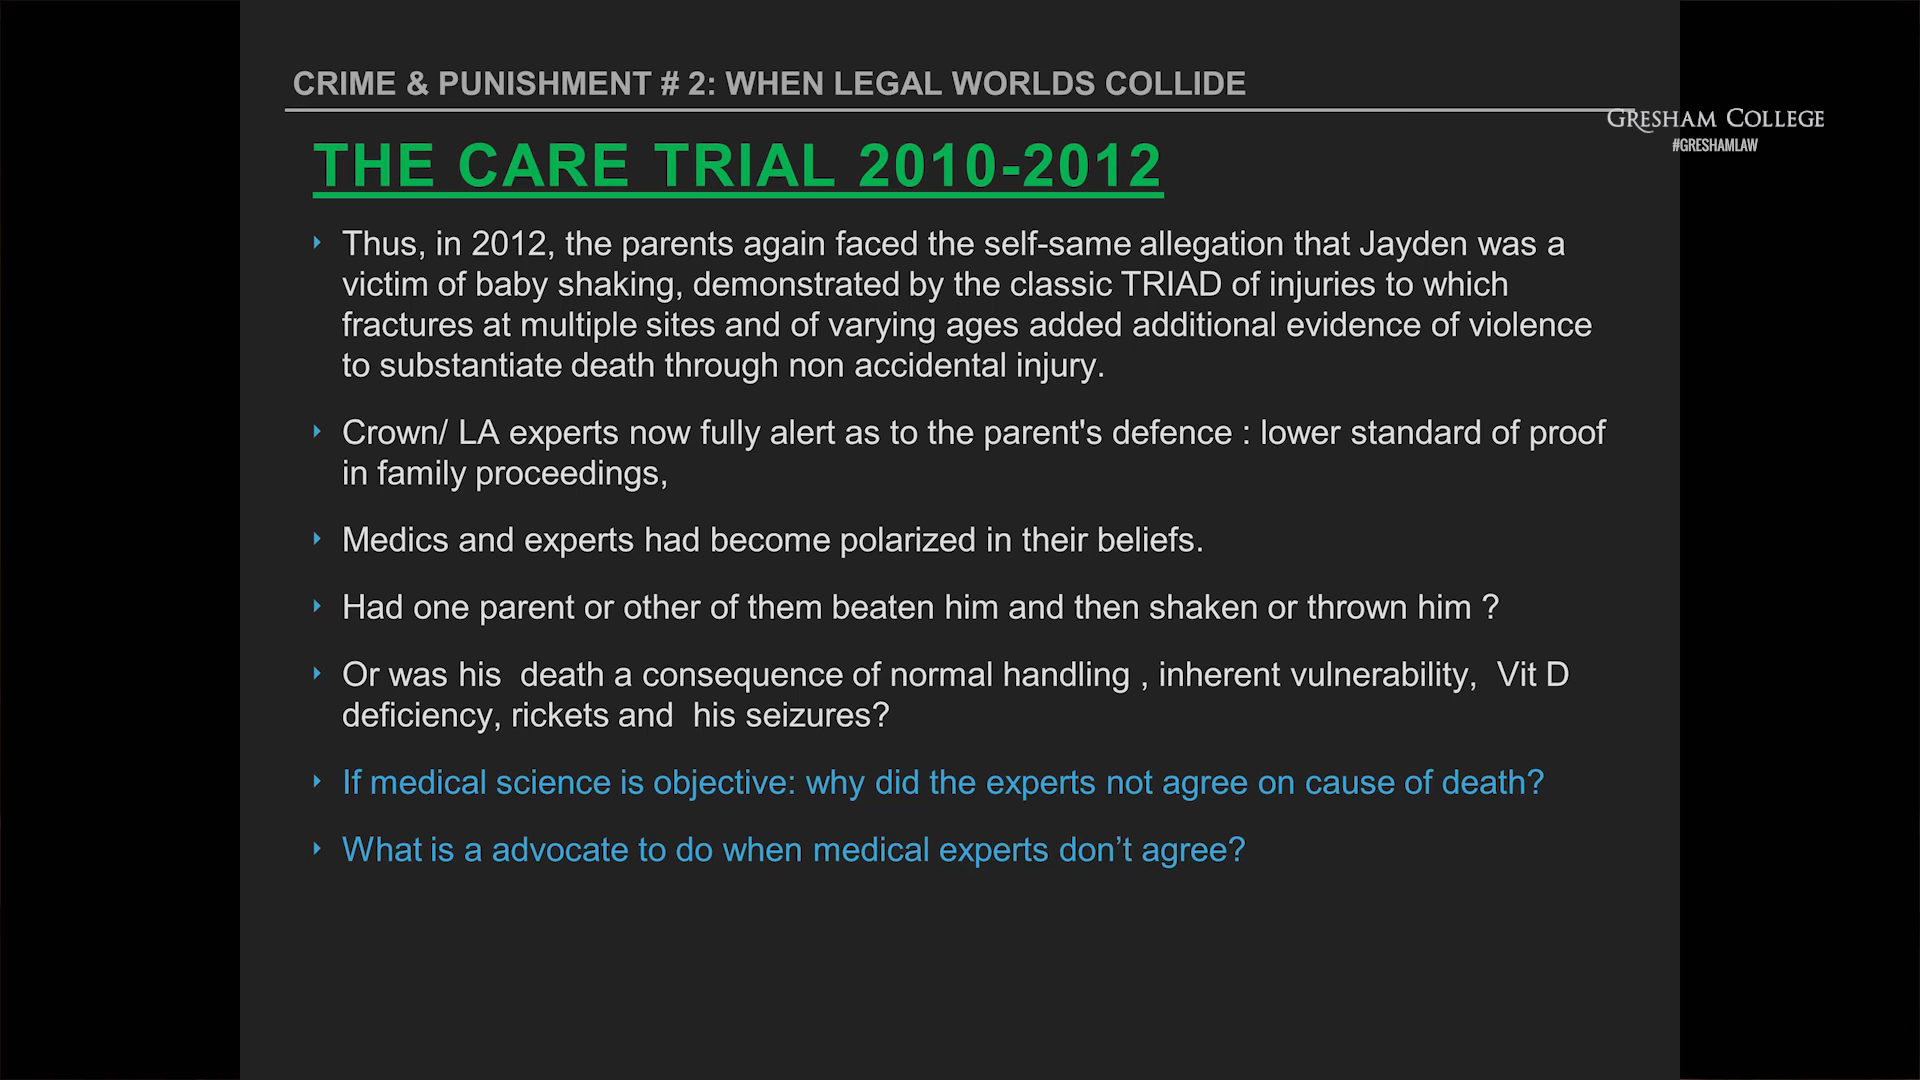 CRIME & PUNISHMENT # 2: WHEN LEGAL WORLDS COLLIDE
GRESHAM COLLEGE
#GRESHAMLAW
THE CARE TRIAL 2010-2012
Thus, in 2012, the parents again faced the self-same allegation that Jayden was a
victim of baby shaking, demonstrated by the classic TRIAD of injuries to which
fractures at multiple sites and of varying ages added additional evidence of violence
to substantiate death through non accidental injury.
Crown/ LA experts now fully alert as to the parent's defence : lower standard of proof
in family proceedings,
Medics and experts had become polarized in their beliefs.
Had one parent or other of them beaten him and then shaken or thrown him ?
Or was his  death a consequence of normal handling , inherent vulnerability,  Vit D
deficiency, rickets and  his seizures?
If medical science is objective: why did the experts not agree on cause of death?
What is a advocate to do when medical experts don’t agree?